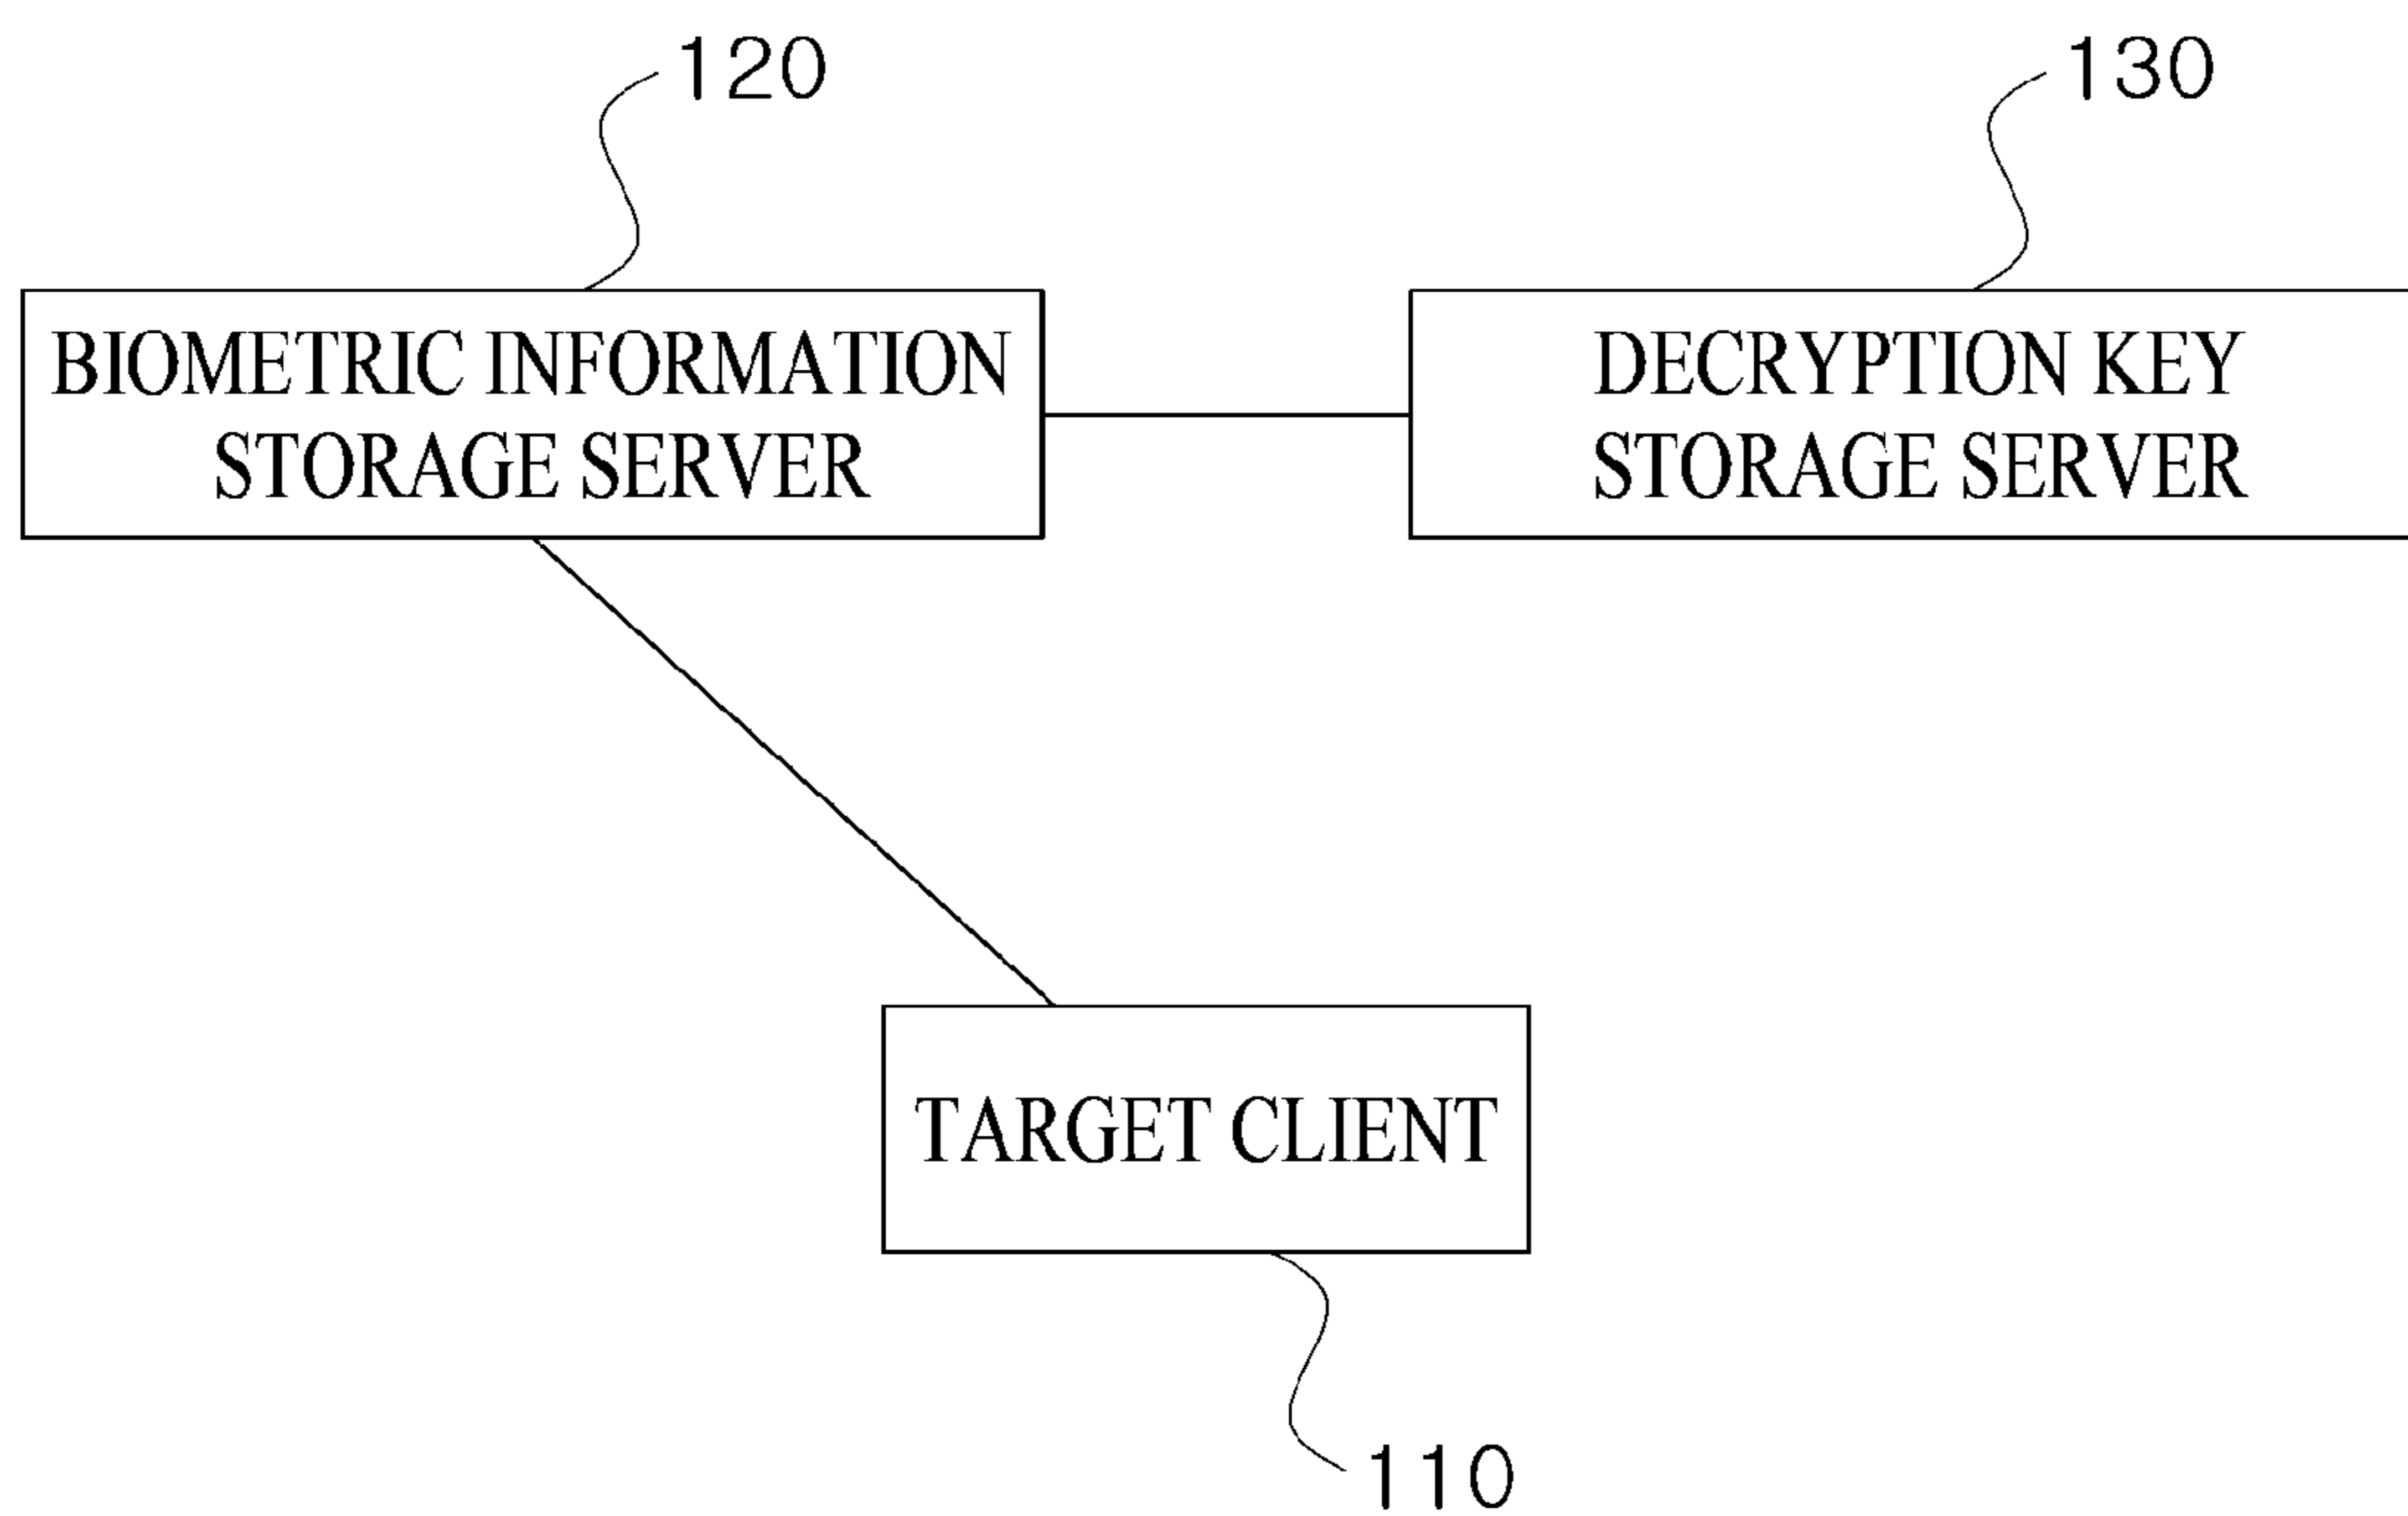 120
130
BIOMETRIC INFORMATION
STORAGE SERVER
DECRYPTION KEY
STORAGE SERVER
TARGET CLIENT
110